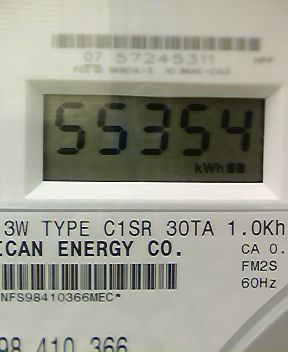 07 57245311
55354
kWh
3W TYPE C1SR 30TA 1.0Kh
ICAN ENERGY CO.
CA 0.
FM2S
60Hz
NFS98410366MEC*
98 410 366